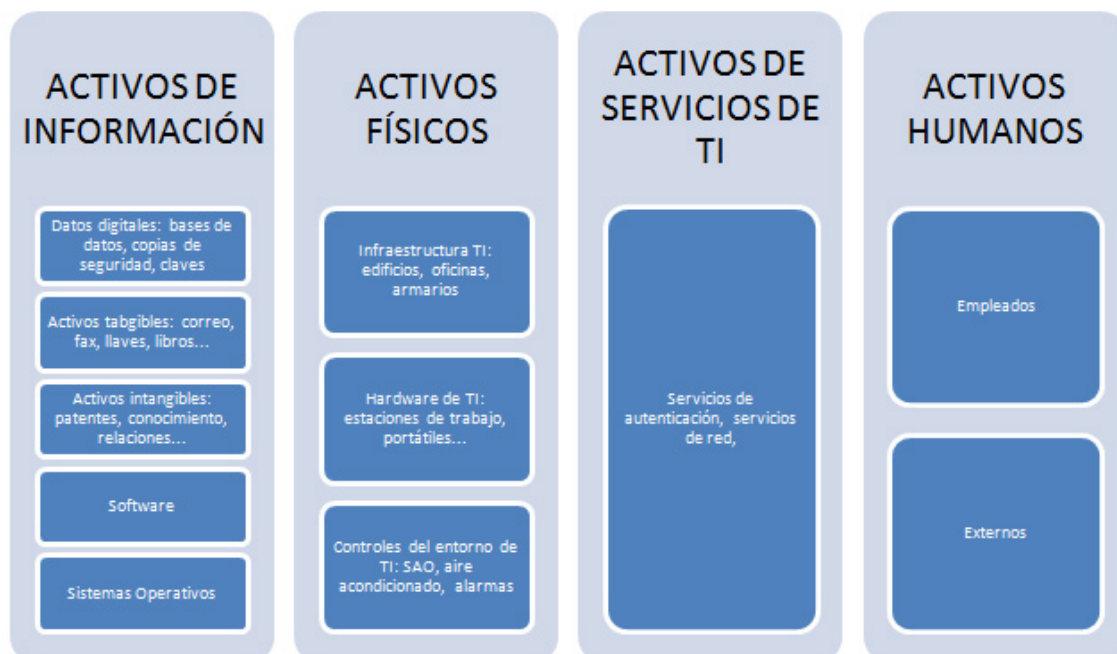 ACTIVOS DE
INFORMACIÓN
Datos digitales: bases de
datos, copias de
seguridad, claves
Activos tabgibles: correo,
fax, llaves, libros...
Activos intangibles:
patentes, conocimiento,
relaciones...
Software
Sistemas Operativos
ACTIVOS
FÍSICOS
Infraestructura TI:
edificios, oficinas,
armarios
Hardware de TI:
estaciones de trabajo,
portátiles...
Controles del entorno de
TI: SAO, aire
acondicionado, alarmas
ACTIVOS DE
SERVICIOS DE
TI
Servicios de
autenticación, servicios
de red,
ACTIVOS
HUMANOS
Empleados
Externos